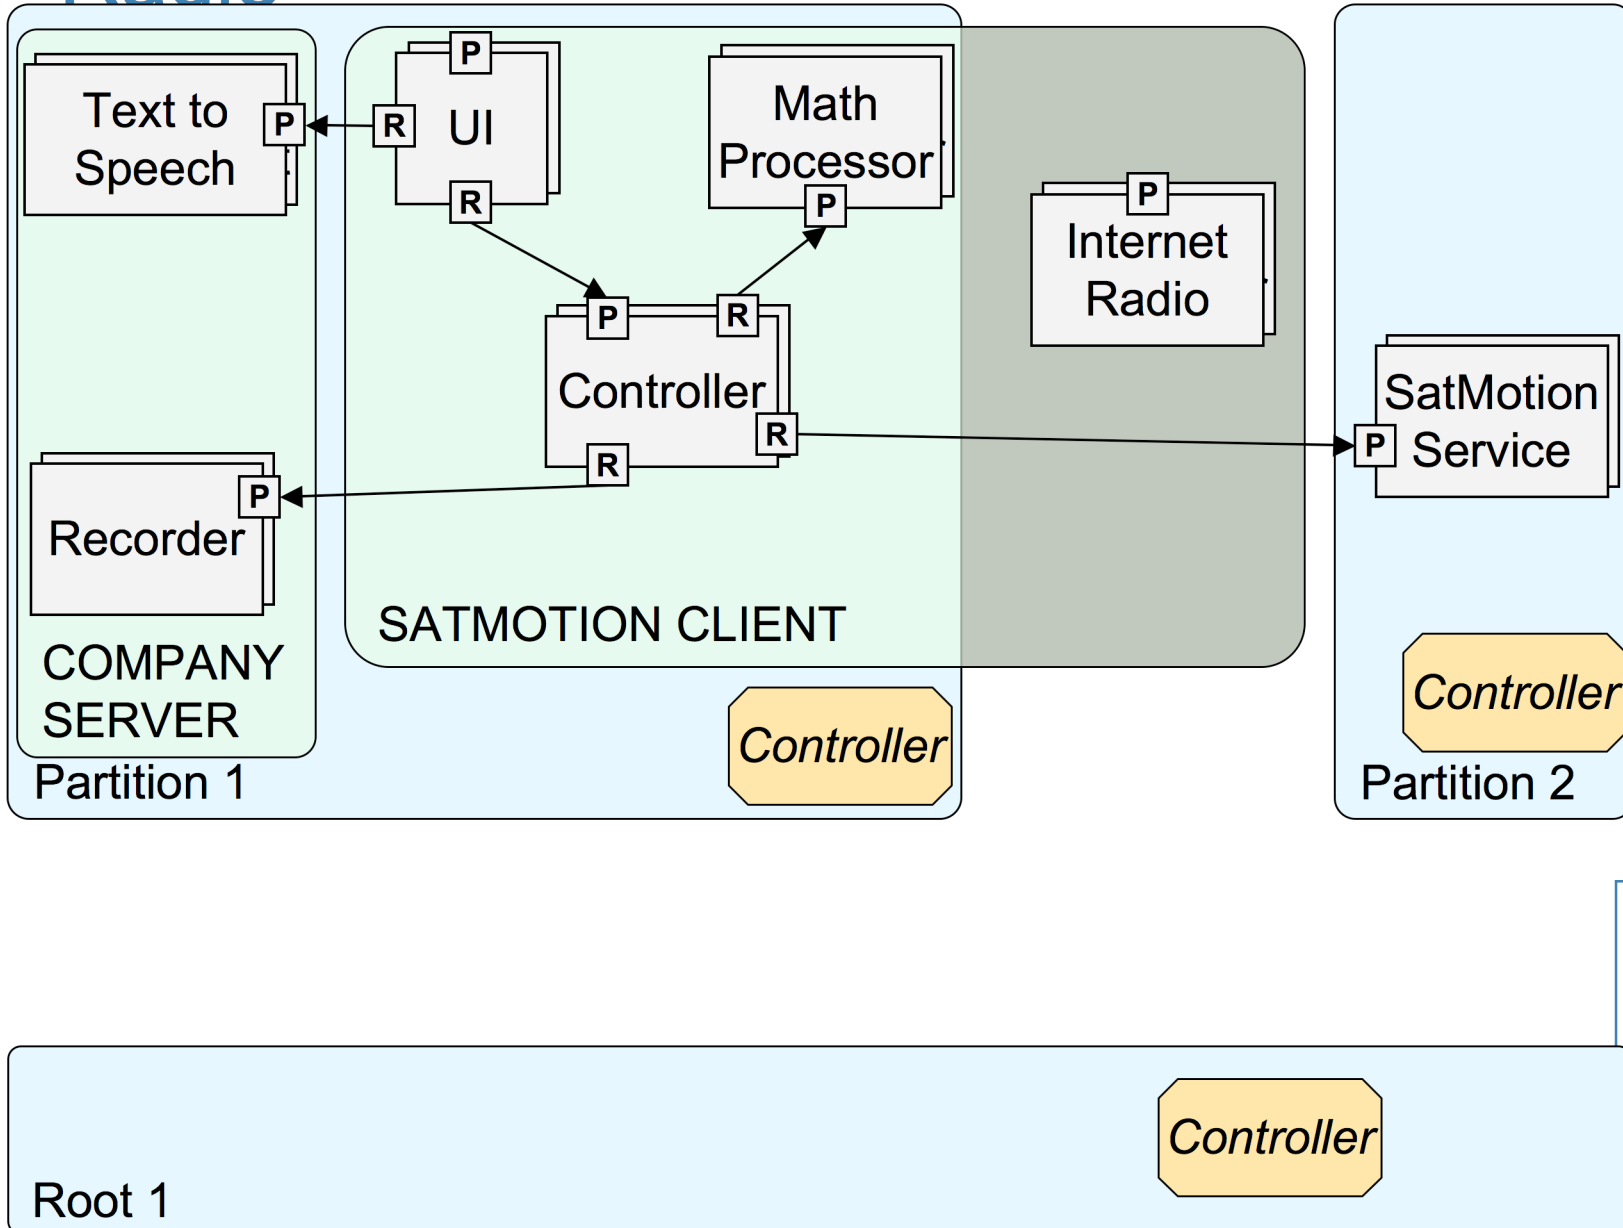 P
Text to
Speech
P
R
UI
R
Math
Processor
P
P
Internet
Radio
P
R
Controller
R
R
P
SatMotion
Service
P
Recorder
SATMOTION CLIENT
COMPANY
SERVER
Controller
Controller
Partition 1
Partition 2
Controller
Root 1